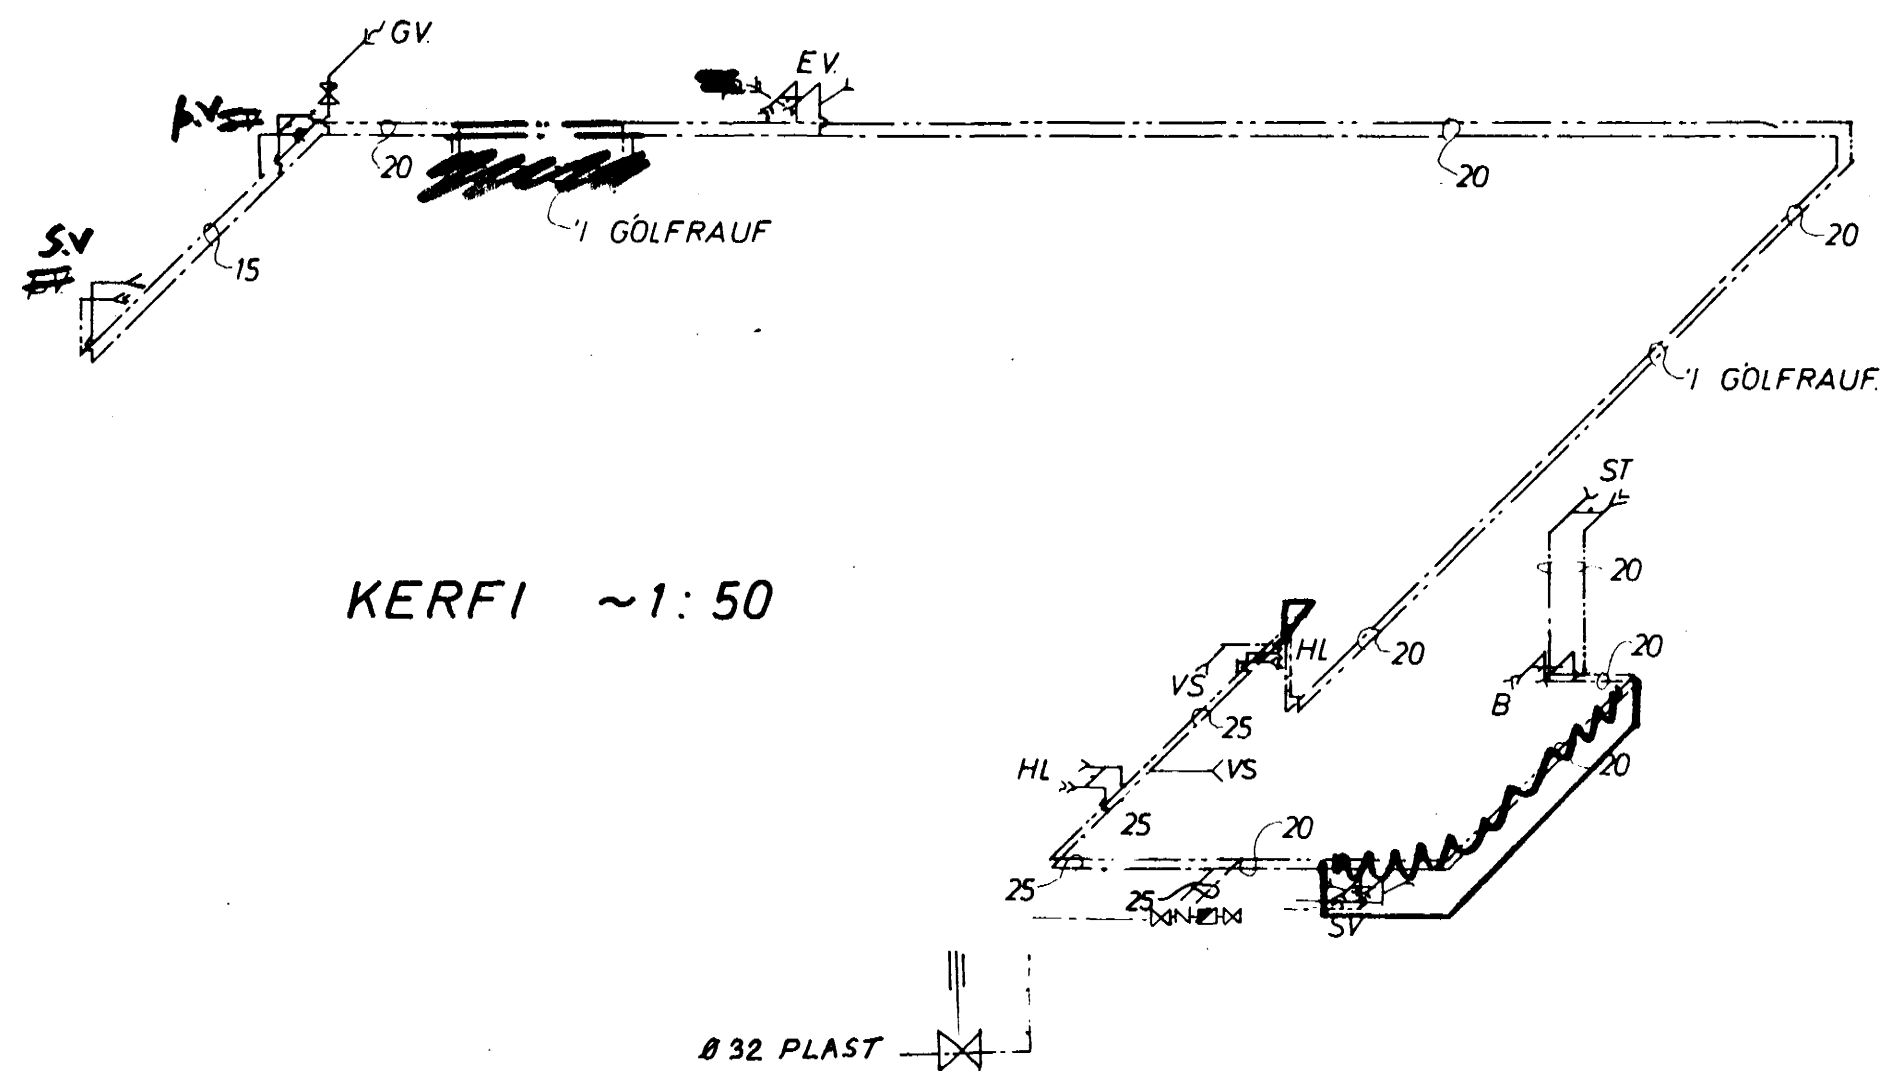 GV.
EV.
þ.V
20
20
'I GÓLFRAUF
20
S.V
15
'I GÓLFRAUF.
ST
20
KERFI ~1:50
HL
20
20
VS
B
25
HL
VS
20
25
20
25
25
SV
Ø 32 PLAST